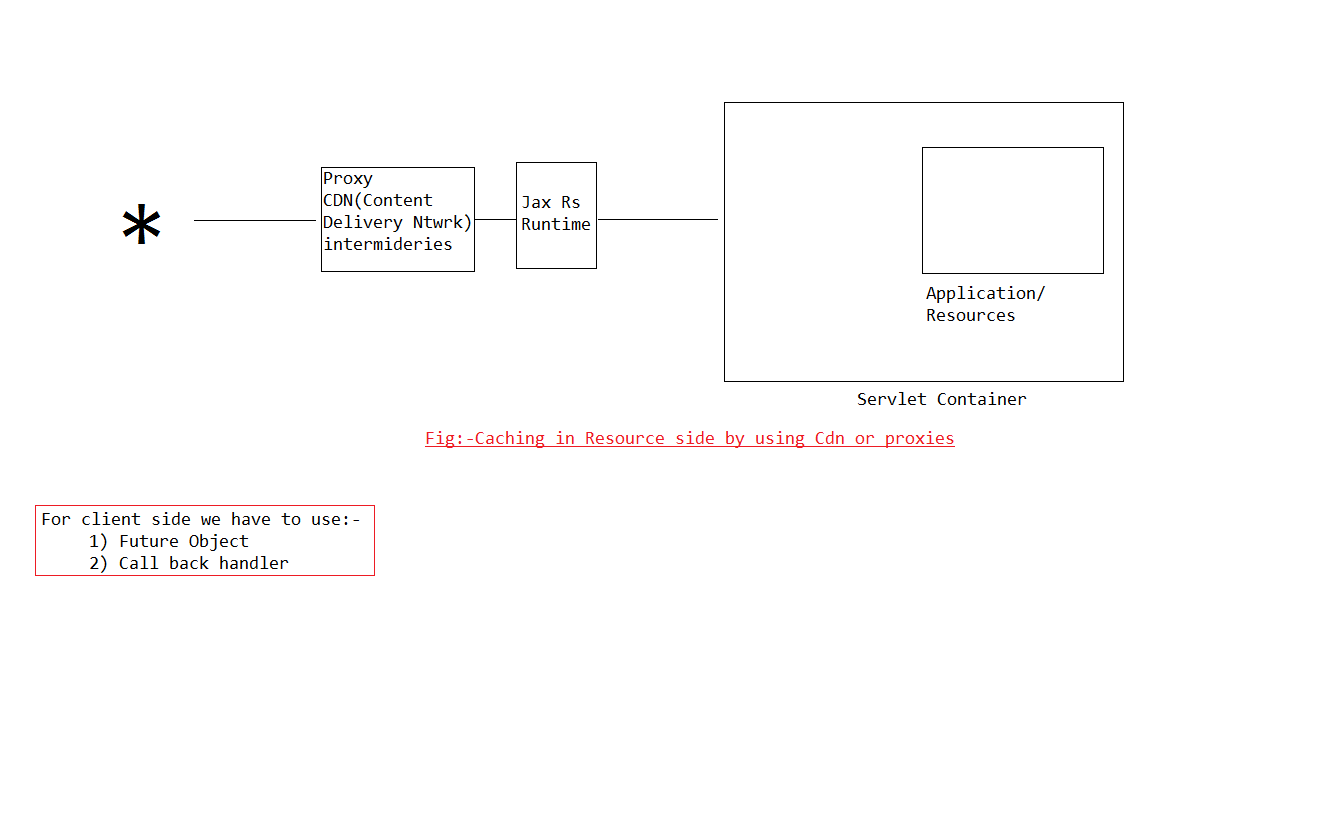 Proxy
CDN(Content
Delivery Ntwrk)
intermideries
Jax Rs
Runtime
*
Application/
Resources
Servlet Container
Fig:-Caching in Resource side by using Cdn or proxies
For client side we have to use:-
1) Future Object
2) Call back handler